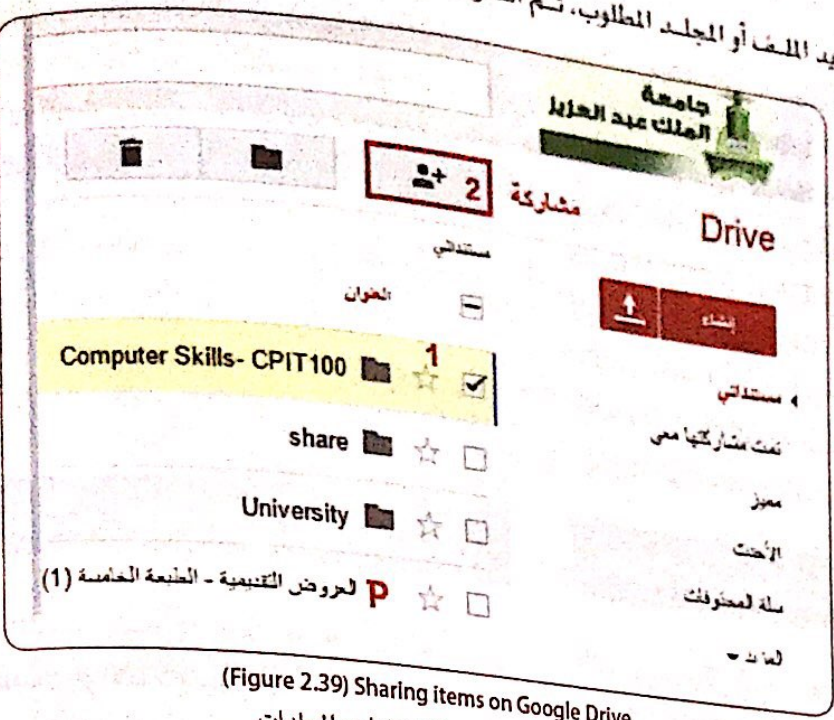 الملف أو المجلد المطلوب، ثم
جامعة
الملك عبد العزيز
Drive
مشاركة
2
مستنداتي
العنوان
إنشاء
1
Computer Skills- CPIT100
share
University
العروض التقديمية - الطبعة الخامسة (1)
مستنداتي
تمت مشاركتها معي
مميز
الأحدث
سلة المحذوفات
المزيد
(Figure 2.39) Sharing items on Google Drive